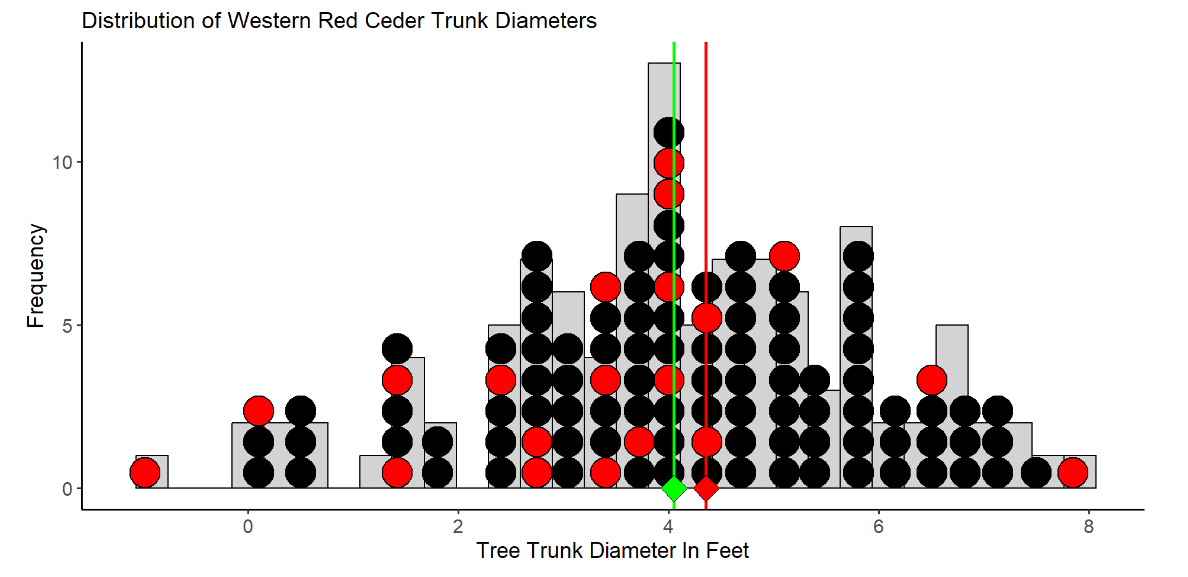 Distribution of Western Red Ceder Trunk Diameters
Frequency
10
5
0
0 2 4 6 8
Tree Trunk Diameter In Feet